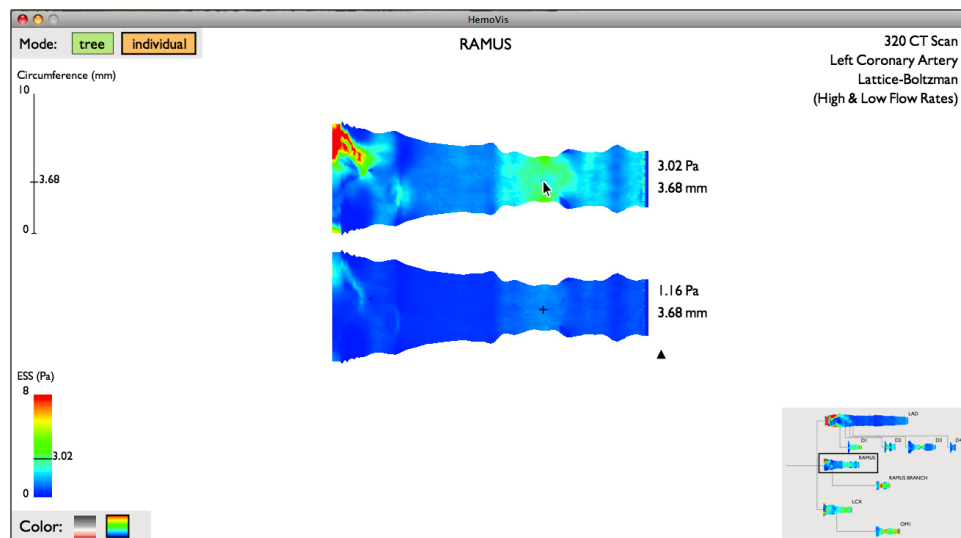 HemoVis
Mode: tree individual
RAMUS
320 CT Scan
Left Coronary Artery
Lattice-Boltzman
(High & Low Flow Rates)
Circumference (mm)
10
3.68
0
3.02 Pa
3.68 mm
1.16 Pa
3.68 mm
ESS (Pa)
8
3.02
0
Color:
LAD
D1
D2
D3
D4
RAMUS
RAMUS BRANCH
LCX
OM1